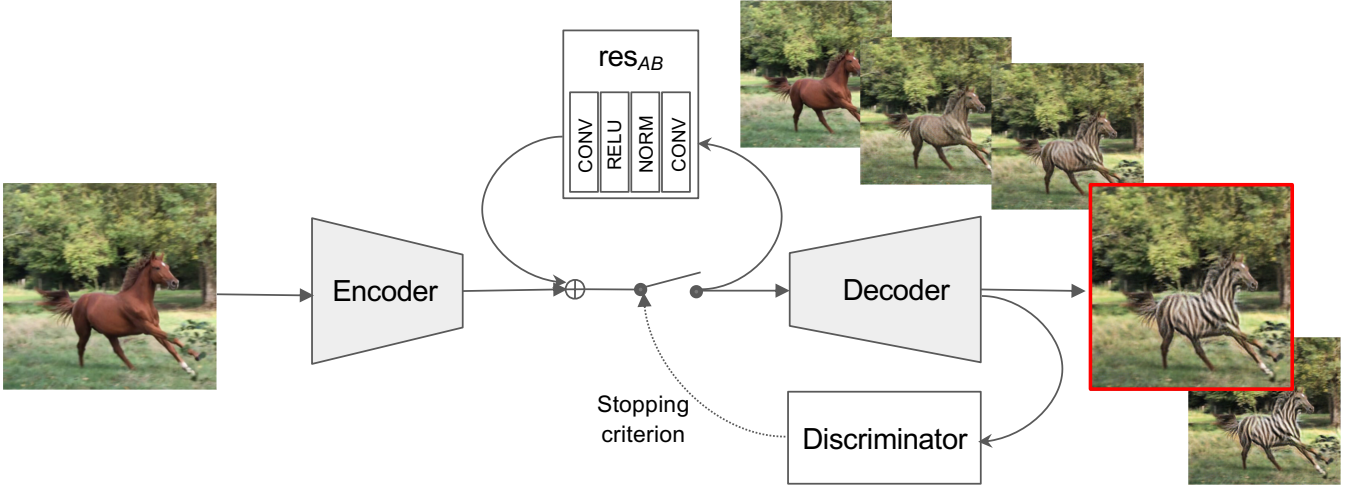 res_AB
CONV
RELU
NORM
CONV
Encoder
Decoder
Stopping
criterion
Discriminator